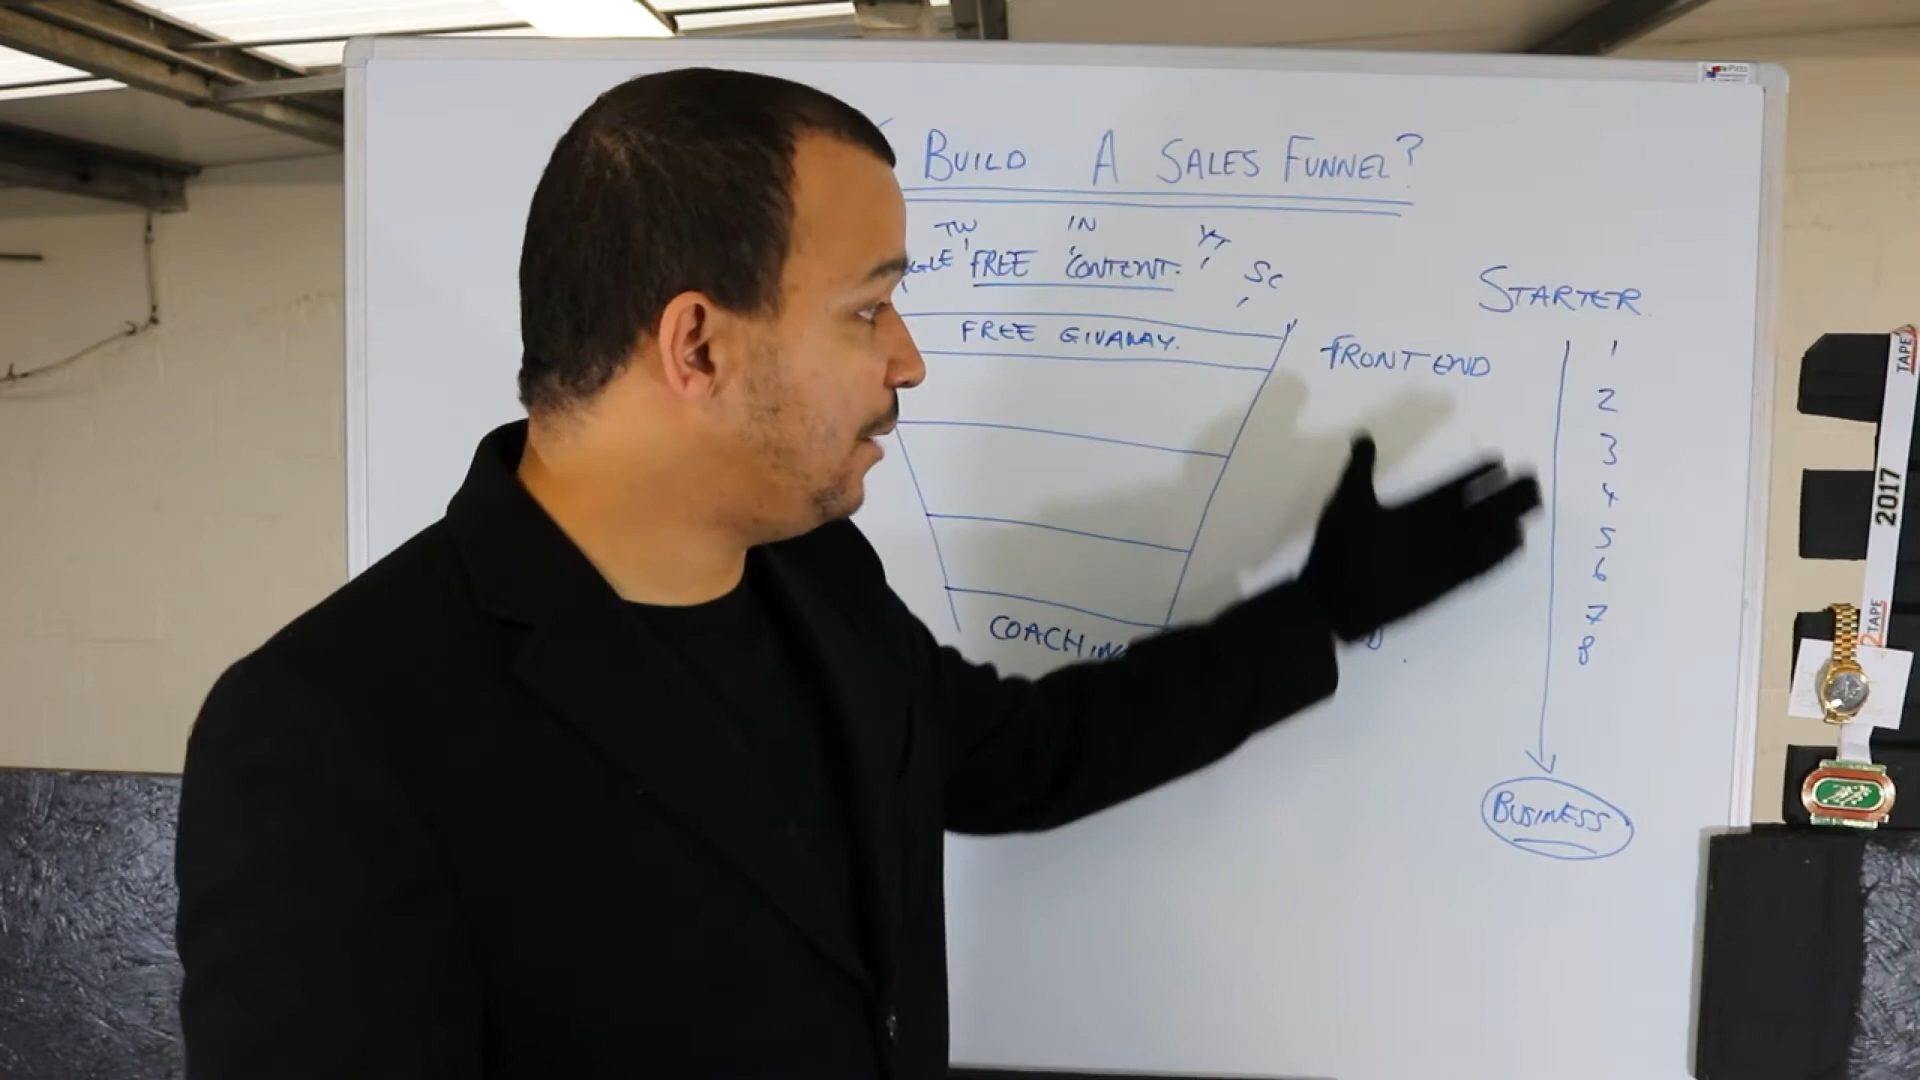 BUILD A SALES FUNNEL?
TW IN YT
FREE CONTENT. SC
STARTER
FREE GIVAWAY.
FRONT END
1
2
3
4
5
6
7
8
COACHING
BUSINESS
TAPE
2017
TAPE